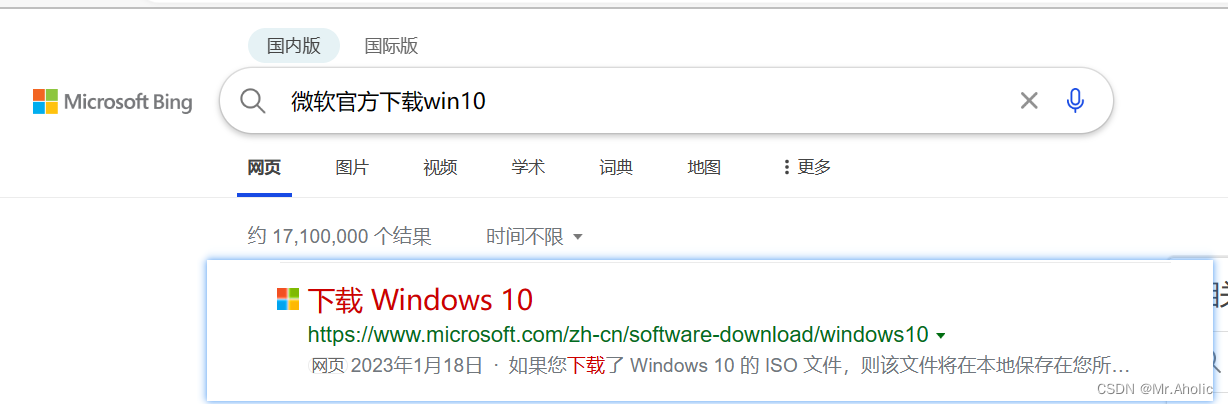 国内版 国际版
Microsoft Bing 微软官方下载win10
网页 图片 视频 学术 词典 地图 更多
约 17,100,000 个结果 时间不限
下载 Windows 10
https://www.microsoft.com/zh-cn/software-download/windows10
网页 2023年1月18日 · 如果您下载了 Windows 10 的 ISO 文件，则该文件将在本地保存在您所…
CSDN @Mr.Aholic